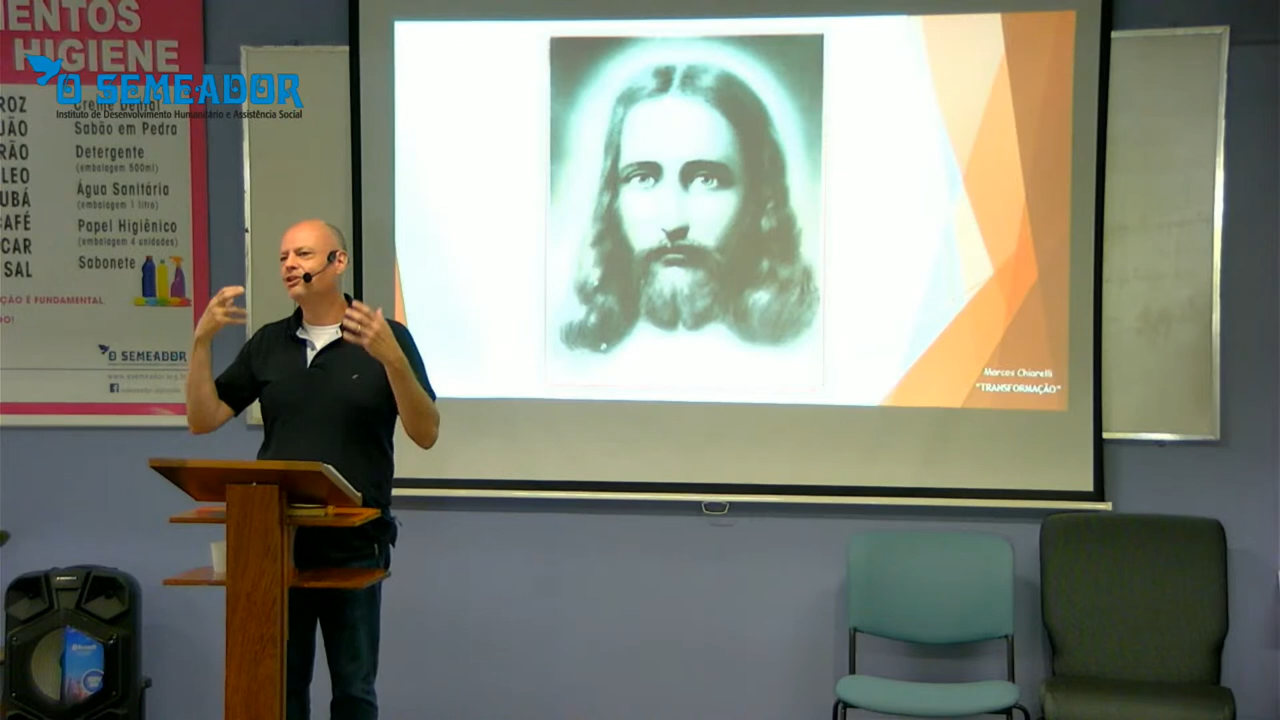 ENTOS
HIGIENE
O SEMEADOR
Instituto de Desenvolvimento Humanitário e Assistência Social
ROZ
JÃO
RÃO
LEO
UBÁ
CAFÉ
CAR
SAL
Creme Dental
Sabão em Pedra
Detergente
(embalagem 500ml)
Água Sanitária
(embalagem 1 litro)
Papel Higiênico
(embalagem 4 unidades)
Sabonete
ÇÃO É FUNDAMENTAL
DO!
O SEMEADOR
Marcos Chiarelli
"TRANSFORMAÇÃO"